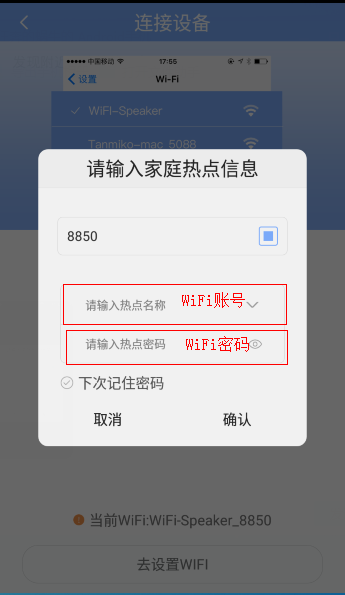 连接设备
中国移动
17:55
设置
Wi-Fi
WiFI-Speaker
Tanmiko-mac_5088
请输入家庭热点信息
8850
请输入热点名称 WiFi账号
请输入热点密码 WiFi密码
下次记住密码
取消 确认
当前WiFi:WiFi-Speaker_8850
去设置WIFI